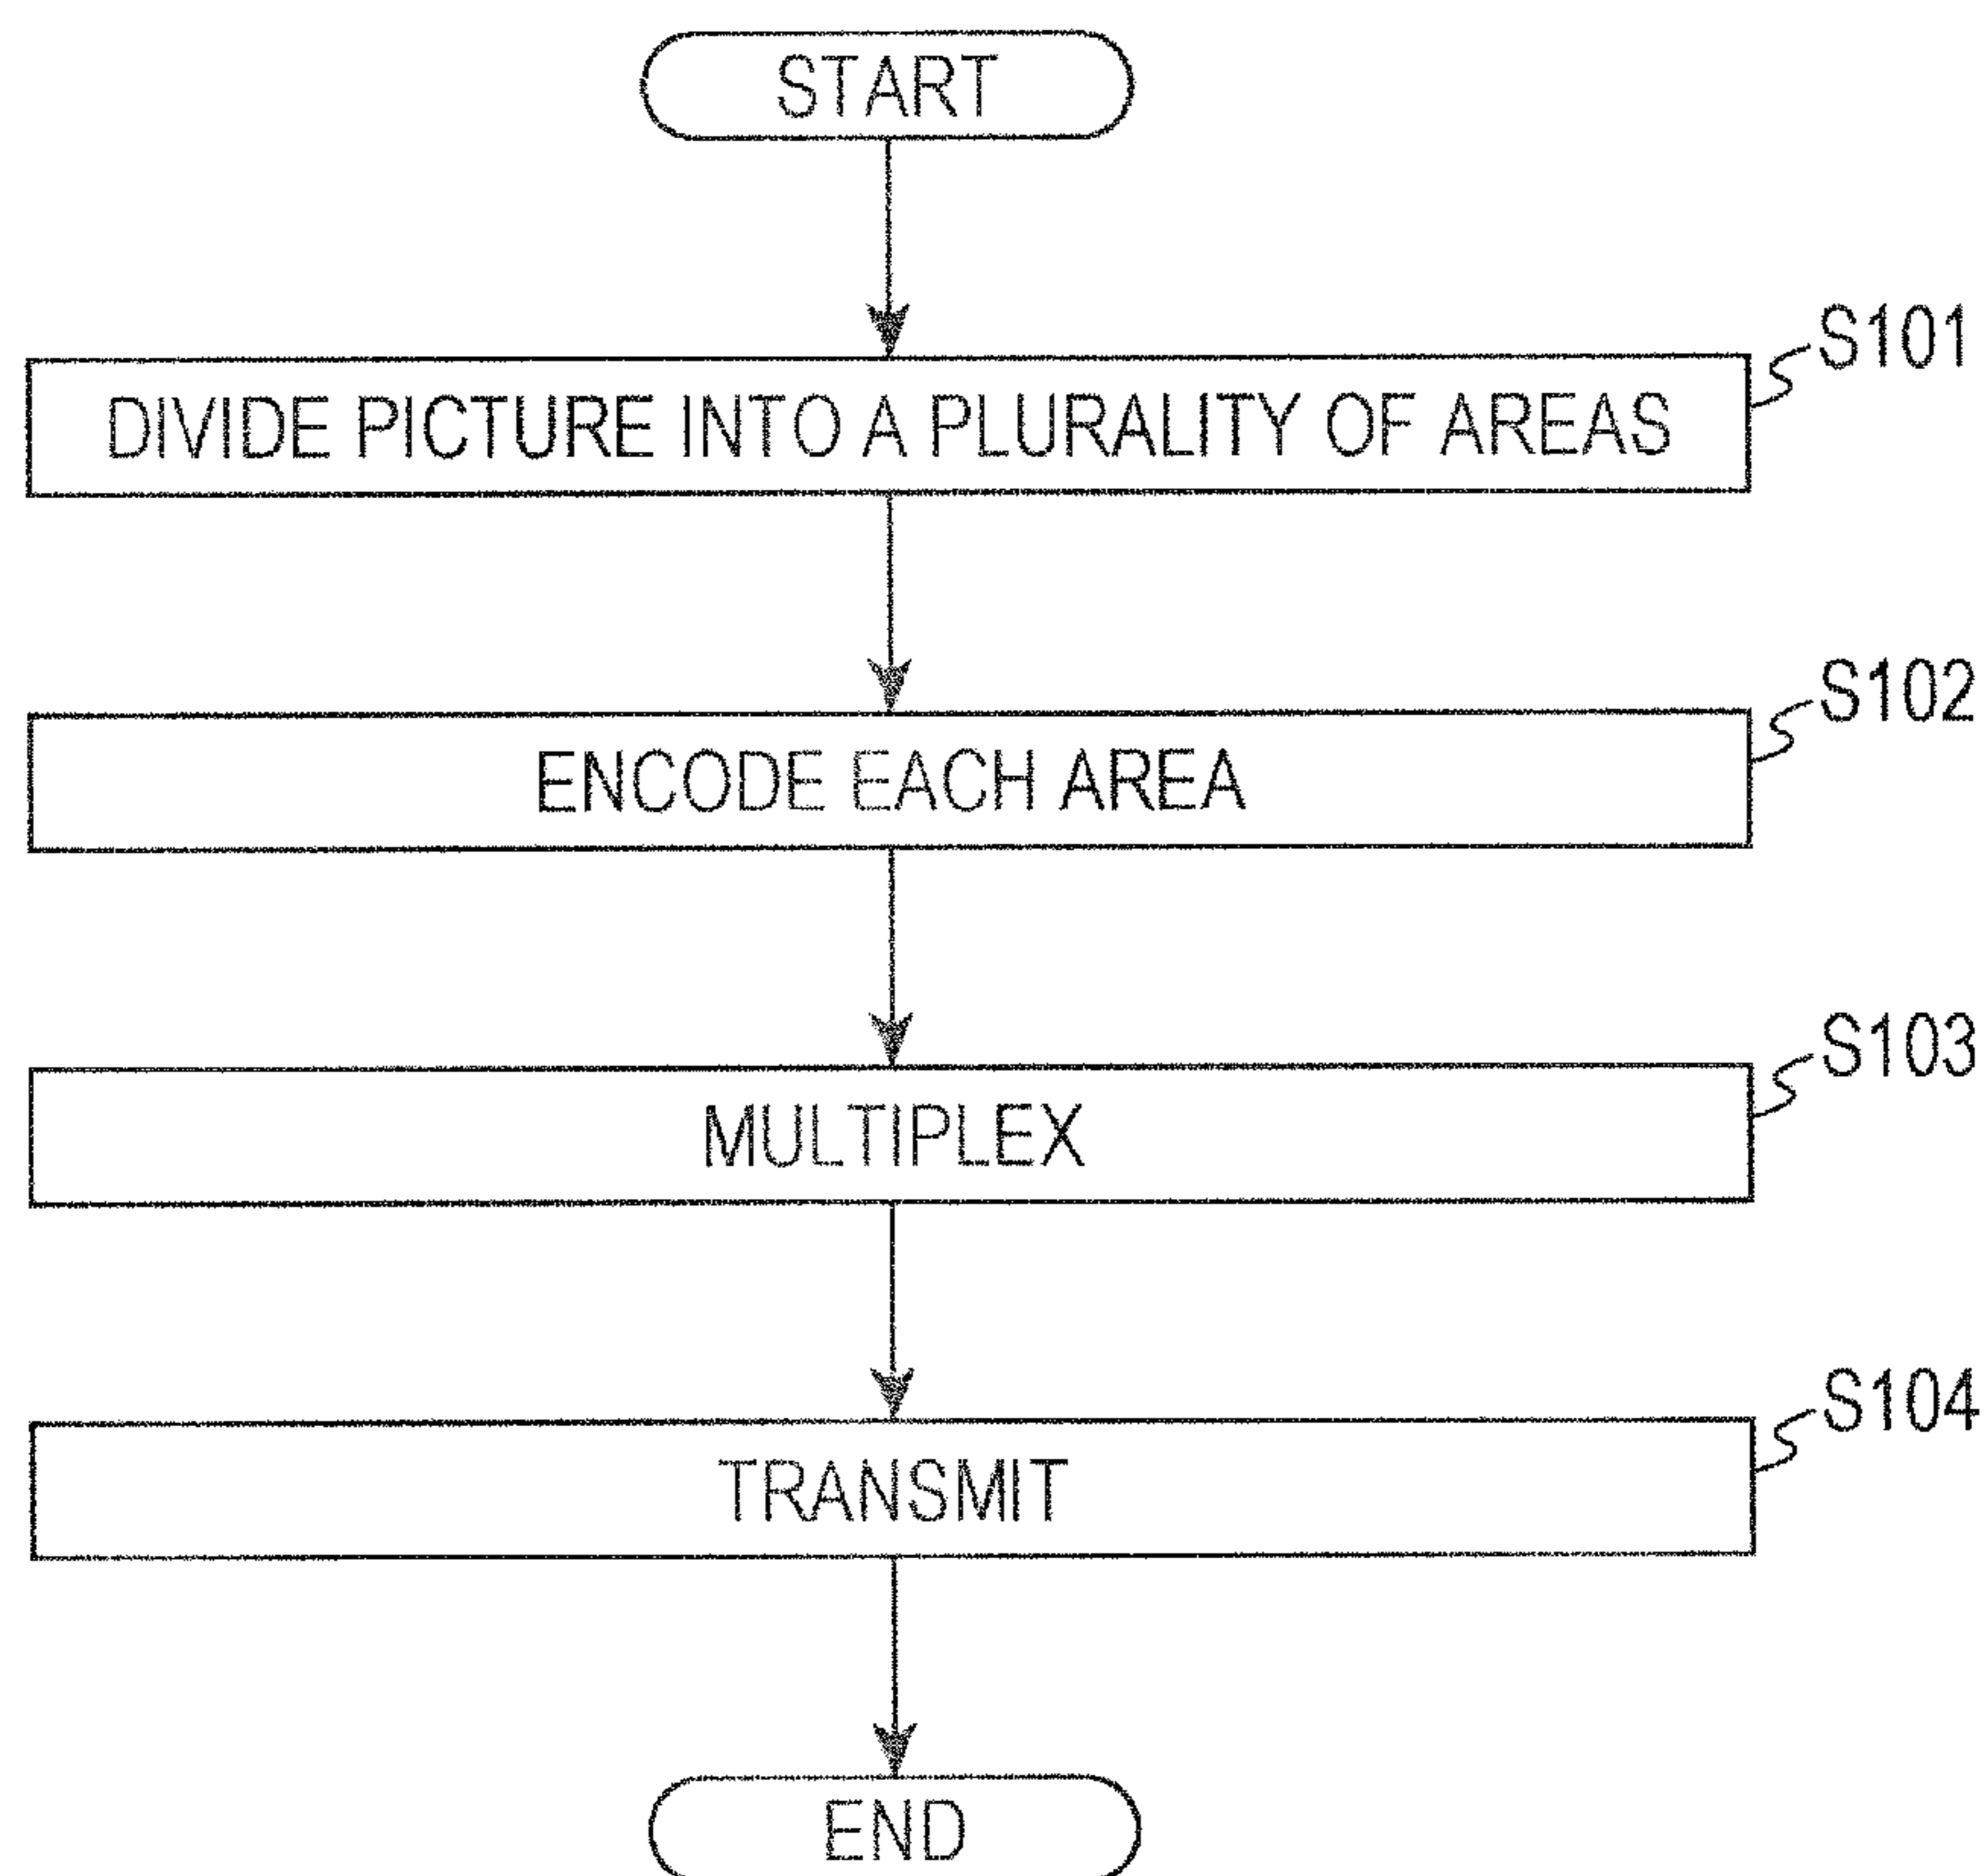 START
S101
DIVIDE PICTURE INTO A PLURALITY OF AREAS
S102
ENCODE EACH AREA
S103
MULTIPLEX
S104
TRANSMIT
END